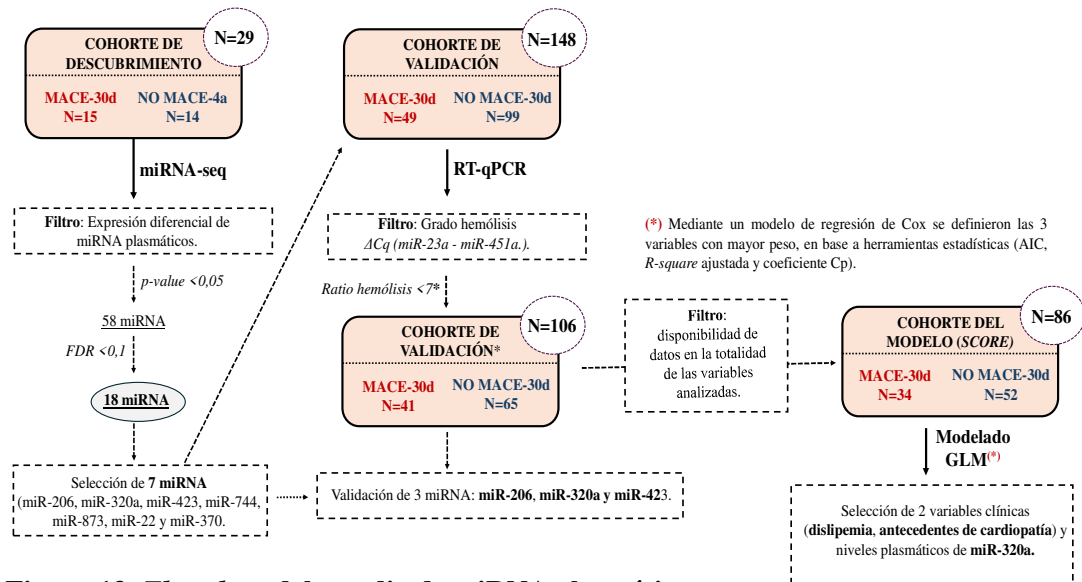 COHORTE DE
DESCUBRIMIENTO
N=29
MACE-30d
N=15
NO MACE-4a
N=14
miRNA-seq
Filtro: Expresión diferencial de
miRNA plasmáticos.
p-value <0,05
58 miRNA
FDR <0,1
18 miRNA
Selección de 7 miRNA
(miR-206, miR-320a, miR-423, miR-744,
miR-873, miR-22 y miR-370.
COHORTE DE
VALIDACIÓN
N=148
MACE-30d
N=49
NO MACE-30d
N=99
RT-qPCR
Filtro: Grado hemólisis
ΔCq (miR-23a - miR-451a.).
Ratio hemólisis <7*
COHORTE DE
VALIDACIÓN*
N=106
MACE-30d
N=41
NO MACE-30d
N=65
Validación de 3 miRNA: miR-206, miR-320a y miR-423.
(*) Mediante un modelo de regresión de Cox se definieron las 3
variables con mayor peso, en base a herramientas estadísticas (AIC,
R-square ajustada y coeficiente Cp).
Filtro:
disponibilidad de
datos en la totalidad
de las variables
analizadas.
COHORTE DEL
MODELO (SCORE)
N=86
MACE-30d
N=34
NO MACE-30d
N=52
Modelado
GLM(*)
Selección de 2 variables clínicas
(dislipemia, antecedentes de cardiopatía) y
niveles plasmáticos de miR-320a.